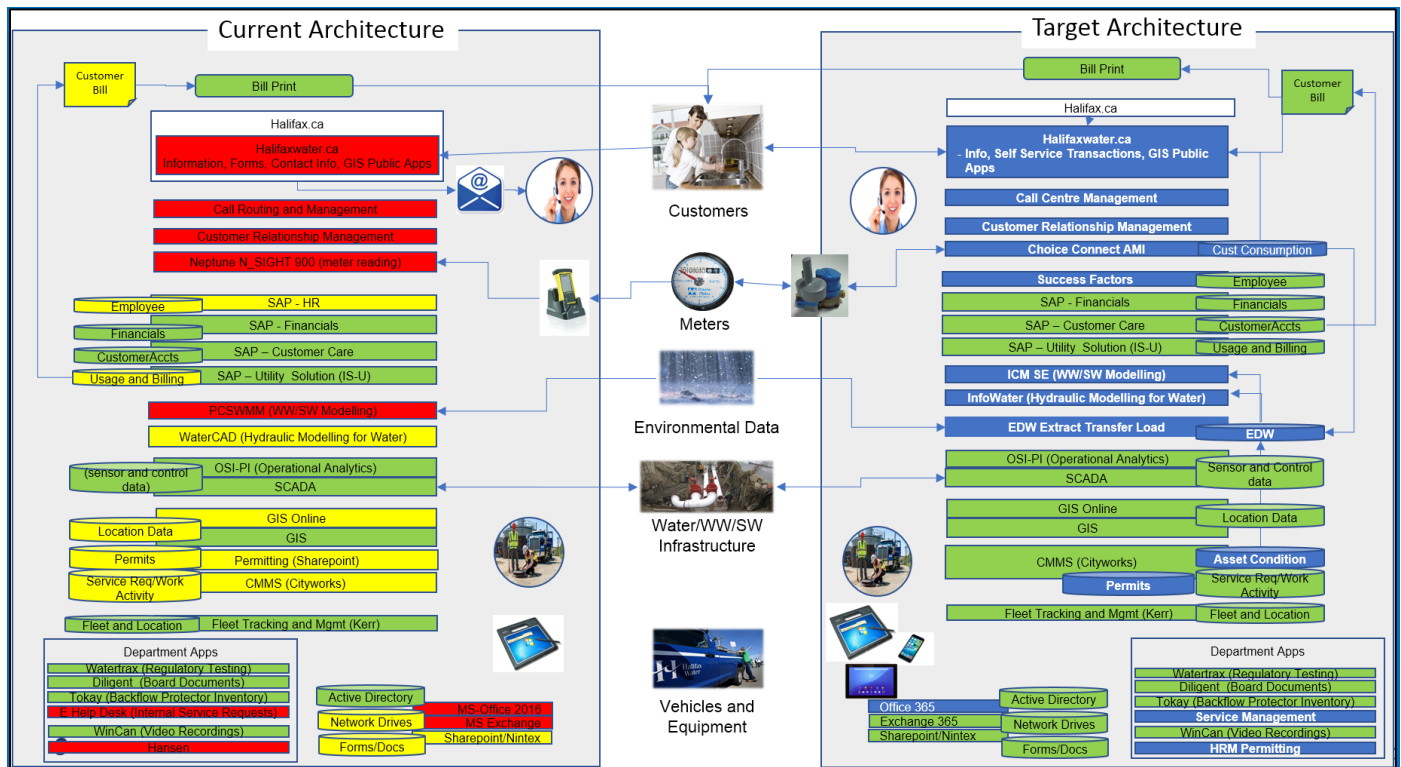 Current Architecture
Customer
Bill
Bill Print
Halifax.ca
Halifaxwater.ca
Information, Forms, Contact Info, GIS Public Apps
@
Call Routing and Management
Customer Relationship Management
Neptune N_SIGHT 900 (meter reading)
Employee
SAP - HR
Financials
SAP - Financials
CustomerAccts
SAP – Customer Care
Usage and Billing
SAP – Utility  Solution (IS-U)
PCSWMM (WW/SW Modelling)
WaterCAD (Hydraulic Modelling for Water)
(sensor and control
data)
OSI-PI (Operational Analytics)
SCADA
Location Data
GIS Online
GIS
Permits
Permitting (Sharepoint)
Service Req/Work
Activity
CMMS (Cityworks)
Fleet and Location
Fleet Tracking and Mgmt (Kerr)
Department Apps
Watertrax (Regulatory Testing)
Diligent  (Board Documents)
Tokay (Backflow Protector Inventory)
E Help Desk (Internal Service Requests)
WinCan (Video Recordings)
Hansen
Active Directory
Network Drives
Forms/Docs
MS-Office 2016
MS Exchange
Sharepoint/Nintex
Customers
Meters
Environmental Data
Water/WW/SW
Infrastructure
Halifax
Water
Vehicles and
Equipment
Target Architecture
Bill Print
Customer
Bill
Halifax.ca
Halifaxwater.ca
- Info, Self Service Transactions, GIS Public
Apps
Call Centre Management
Customer Relationship Management
Choice Connect AMI
Cust Consumption
Success Factors
Employee
SAP - Financials
Financials
SAP – Customer Care
CustomerAccts
SAP – Utility  Solution (IS-U)
Usage and Billing
ICM SE (WW/SW Modelling)
InfoWater (Hydraulic Modelling for Water)
EDW Extract Transfer Load
EDW
OSI-PI (Operational Analytics)
SCADA
Sensor and Control
data
GIS Online
GIS
Location Data
CMMS (Cityworks)
Asset Condition
Permits
Service Req/Work
Activity
Fleet Tracking and Mgmt (Kerr)
Fleet and Location
Office 365
Exchange 365
Sharepoint/Nintex
Active Directory
Network Drives
Forms/Docs
Department Apps
Watertrax (Regulatory Testing)
Diligent  (Board Documents)
Tokay (Backflow Protector Inventory)
Service Management
WinCan (Video Recordings)
HRM Permitting